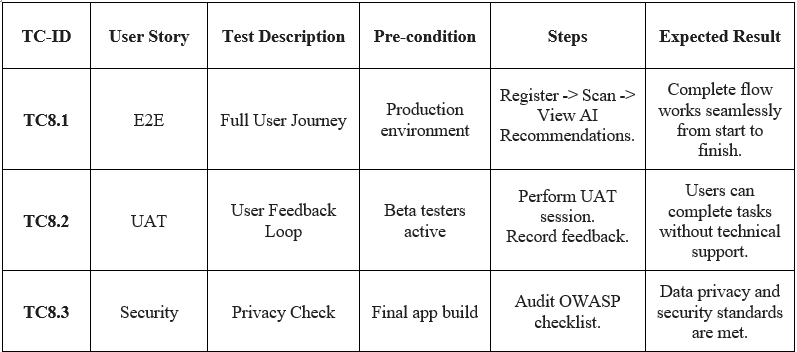 TC-ID User Story Test Description Pre-condition Steps Expected Result
TC8.1
E2E
Full User Journey
Production
environment
Register -> Scan ->
View AI
Recommendations.
Complete flow
works seamlessly
from start to
finish.
TC8.2
UAT
User Feedback
Loop
Beta testers
active
Perform UAT
session.
Record feedback.
Users can
complete tasks
without technical
support.
TC8.3
Security
Privacy Check
Final app build
Audit OWASP
checklist.
Data privacy and
security standards
are met.